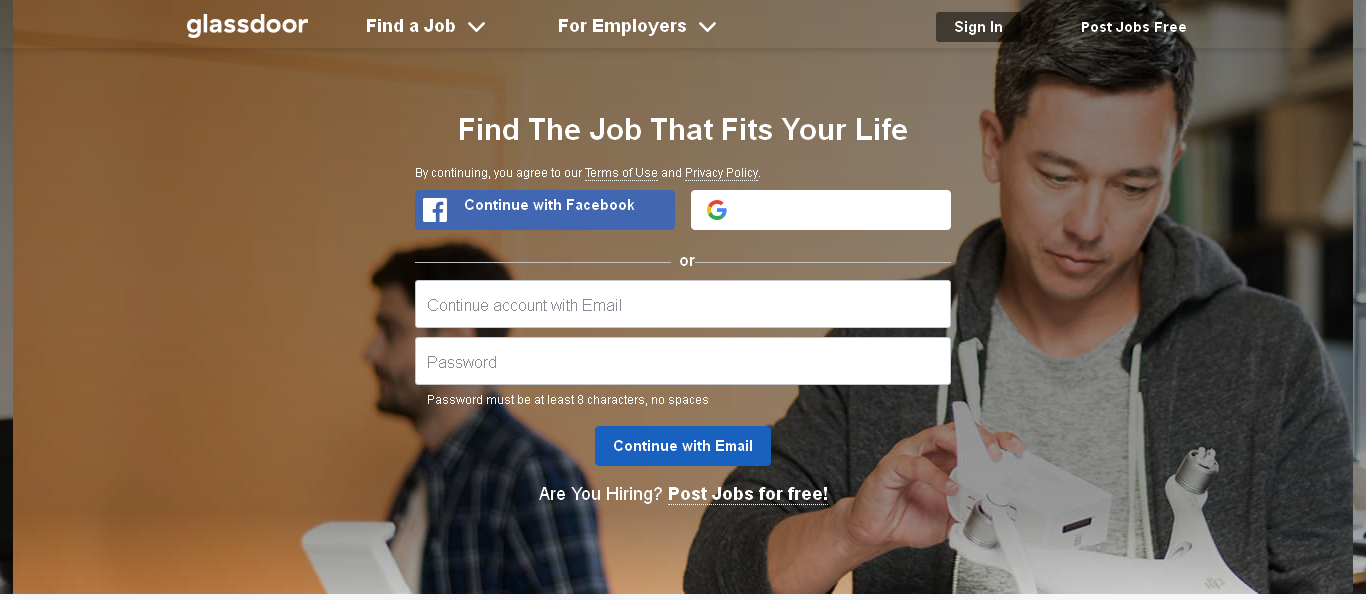 glassdoor
Find a Job
For Employers
Sign In
Post Jobs Free
Find The Job That Fits Your Life
By continuing, you agree to our Terms of Use and Privacy Policy.
Continue with Facebook
or
Continue account with Email
Password
Password must be at least 8 characters, no spaces
Continue with Email
Are You Hiring? Post Jobs for free!